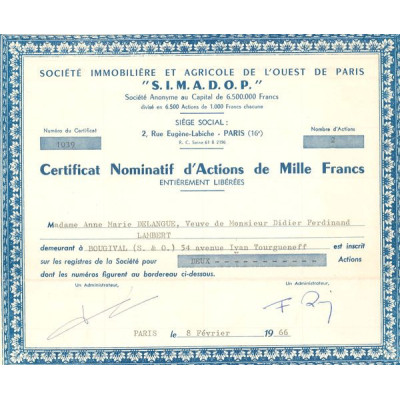 SOCIÉTÉ IMMOBILIÈRE ET AGRICOLE DE L'OUEST DE PARIS
"S.I.M.A.D.O.P."
Société Anonyme au Capital de 6.500.000 Francs
divisé en 6.500 Actions de 1.000 Francs chacune
SIÈGE SOCIAL :
Numéro du Certificat
2, Rue Eugène-Labiche - PARIS (16e)
Nombre d'Actions
1039
R. C. Seine 61 B 2196
2
Certificat Nominatif d'Actions de Mille Francs
ENTIÈREMENT LIBÉRÉES
Madame Anne Marie DELANGUE, Veuve de Monsieur Didier Ferdinand
LAMBERT
demeurant à BOUGIVAL (S. & O.) 34 avenue Ivan Tourgueneff est inscrit
sur les registres de la Société pour DEUX Actions
dont les numéros figurent au bordereau ci-dessous.
Un Administrateur,
Un Administrateur,
PARIS le 8 Février 1966